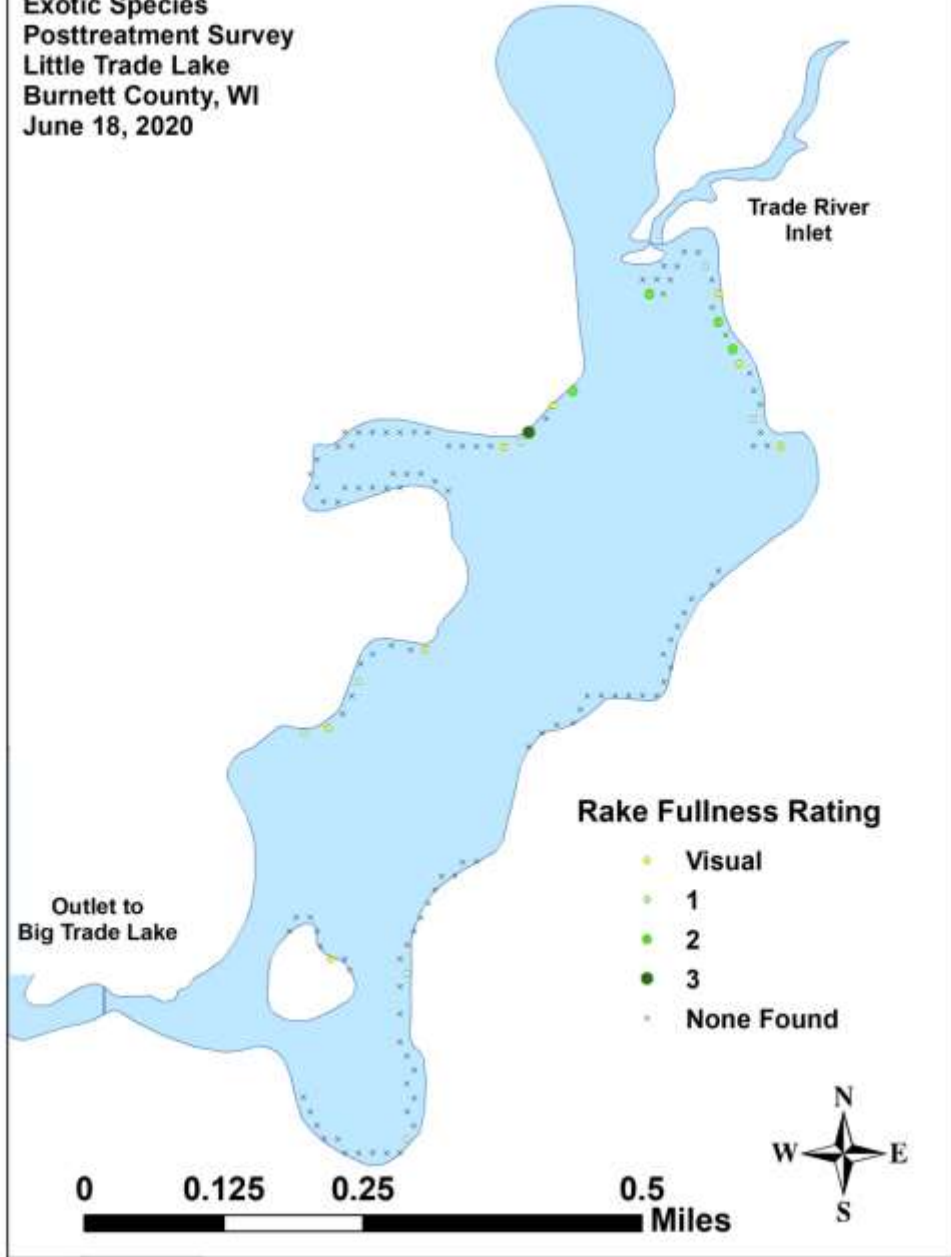 Exotic Species
Posttreatment Survey
Little Trade Lake
Burnett County, WI
June 18, 2020
Trade River
Inlet
Rake Fullness Rating
Visual
1
2
3
None Found
Outlet to
Big Trade Lake
N
W E
S
0 0.125 0.25 0.5
Miles